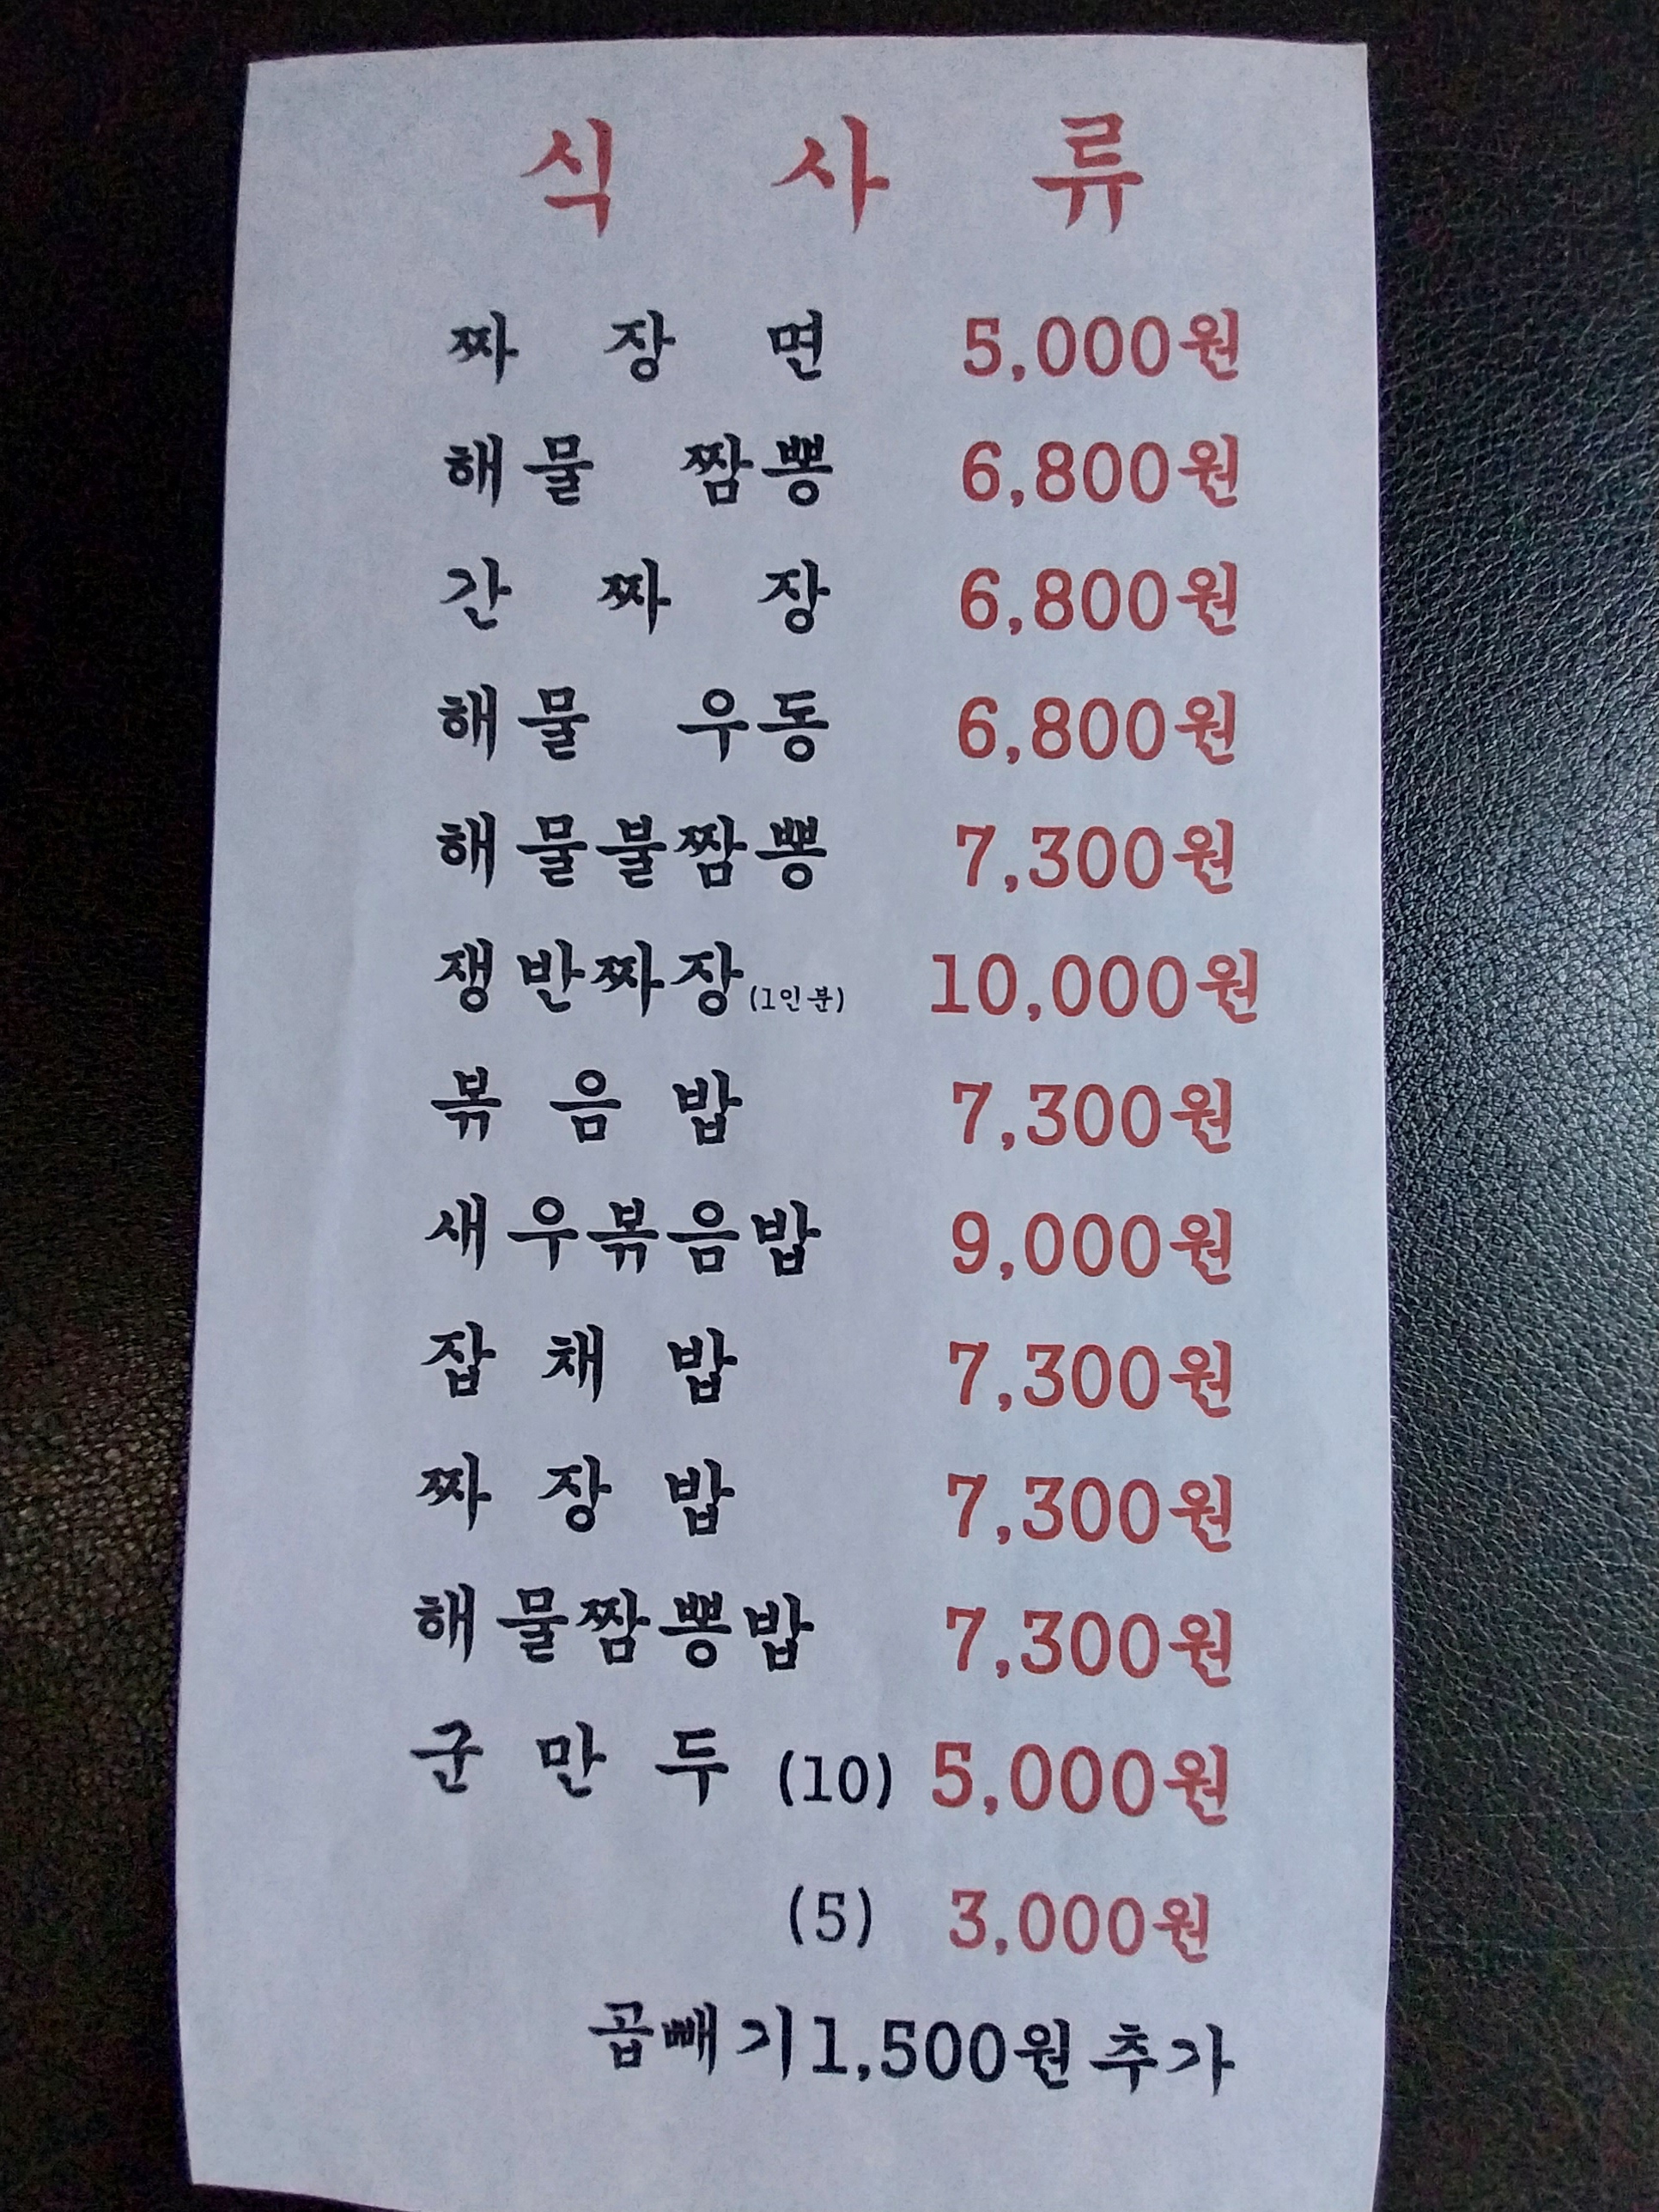 식 사 류
짜 장 면 5,000원
해물 짬뽕 6,800원
간 짜 장 6,800원
해물 우동 6,800원
해물불짬뽕 7,300원
쟁반짜장(1인분) 10,000원
볶 음 밥 7,300원
새우볶음밥 9,000원
잡 채 밥 7,300원
짜 장 밥 7,300원
해물짬뽕밥 7,300원
군 만 두 (10) 5,000원
(5) 3,000원
곱빼기1,500원 추가